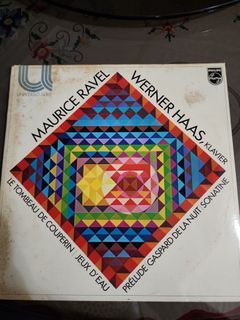 UNIVERSO-SERIE
PHILIPS
MAURICE RAVEL
WERNER HAAS, KLAVIER
LE TOMBEAU DE COUPERIN JEUX D'EAU
PRÉLUDE GASPARD DE LA NUIT SONATINE